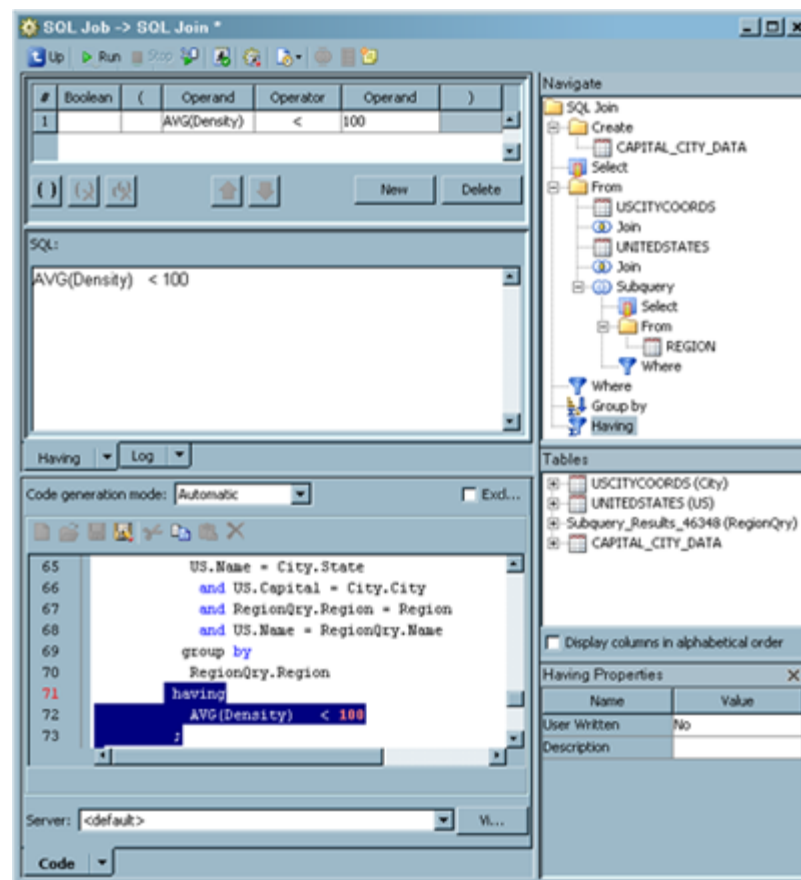 SQL Job -> SQL Join *
Up Run Stop
# Boolean ( Operand Operator Operand )
1 AVG(Density) < 100
( )
New Delete
SQL:
AVG(Density) < 100
Having Log
Code generation mode: Automatic Excl...
65 US.Name = City.State
66 and US.Capital = City.City
67 and RegionQry.Region = Region
68 and US.Name = RegionQry.Name
69 group by
70 RegionQry.Region
71 having
72 AVG(Density) < 100
73 ;
Server: <default> Vi...
Code
Navigate
SQL Join
Create
CAPITAL_CITY_DATA
Select
From
USCITYCOORDS
Join
UNITEDSTATES
Join
Subquery
Select
From
REGION
Where
Where
Group by
Having
Tables
USCITYCOORDS (City)
UNITEDSTATES (US)
Subquery_Results_46348 (RegionQry)
CAPITAL_CITY_DATA
Display columns in alphabetical order
Having Properties
Name Value
User Written No
Description